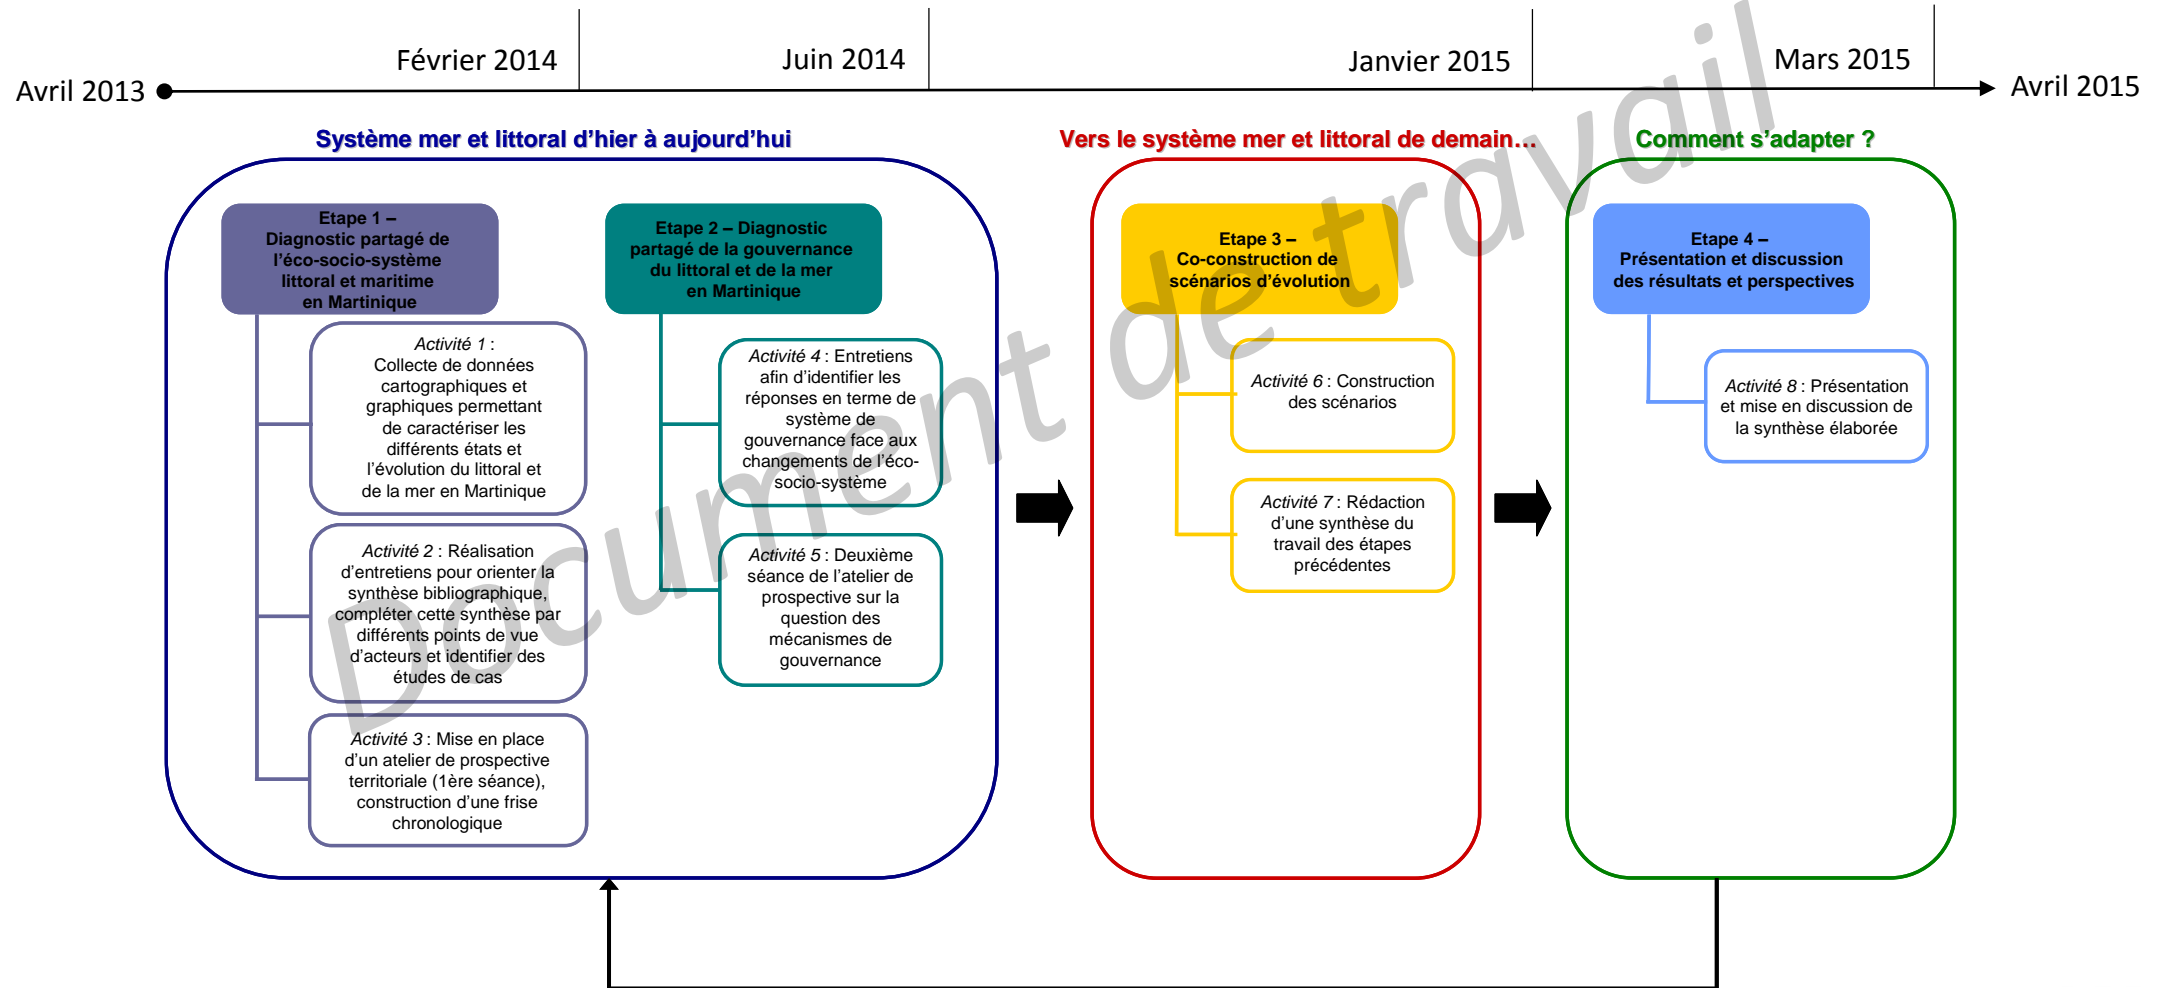 Février 2014
Juin 2014
Janvier 2015
Mars 2015
Avril 2013
Avril 2015
Système mer et littoral d'hier à aujourd'hui
Etape 1 –
Diagnostic partagé de
l'éco-socio-système
littoral et maritime
en Martinique
Activité 1 :
Collecte de données
cartographiques et
graphiques permettant
de caractériser les
différents états et
l'évolution du littoral et
de la mer en Martinique
Activité 2 : Réalisation
d'entretiens pour orienter la
synthèse bibliographique,
compléter cette synthèse par
différents points de vue
d'acteurs et identifier des
études de cas
Activité 3 : Mise en place
d'un atelier de prospective
territoriale (1ère séance),
construction d'une frise
chronologique
Etape 2 – Diagnostic
partagé de la gouvernance
du littoral et de la mer
en Martinique
Activité 4 : Entretiens
afin d'identifier les
réponses en terme de
système de
gouvernance face aux
changements de l'éco-
socio-système
Activité 5 : Deuxième
séance de l'atelier de
prospective sur la
question des
mécanismes de
gouvernance
Vers le système mer et littoral de demain…
Etape 3 –
Co-construction de
scénarios d'évolution
Activité 6 : Construction
des scénarios
Activité 7 : Rédaction
d'une synthèse du
travail des étapes
précédentes
Comment s'adapter ?
Etape 4 –
Présentation et discussion
des résultats et perspectives
Activité 8 : Présentation
et mise en discussion de
la synthèse élaborée
Document de travail